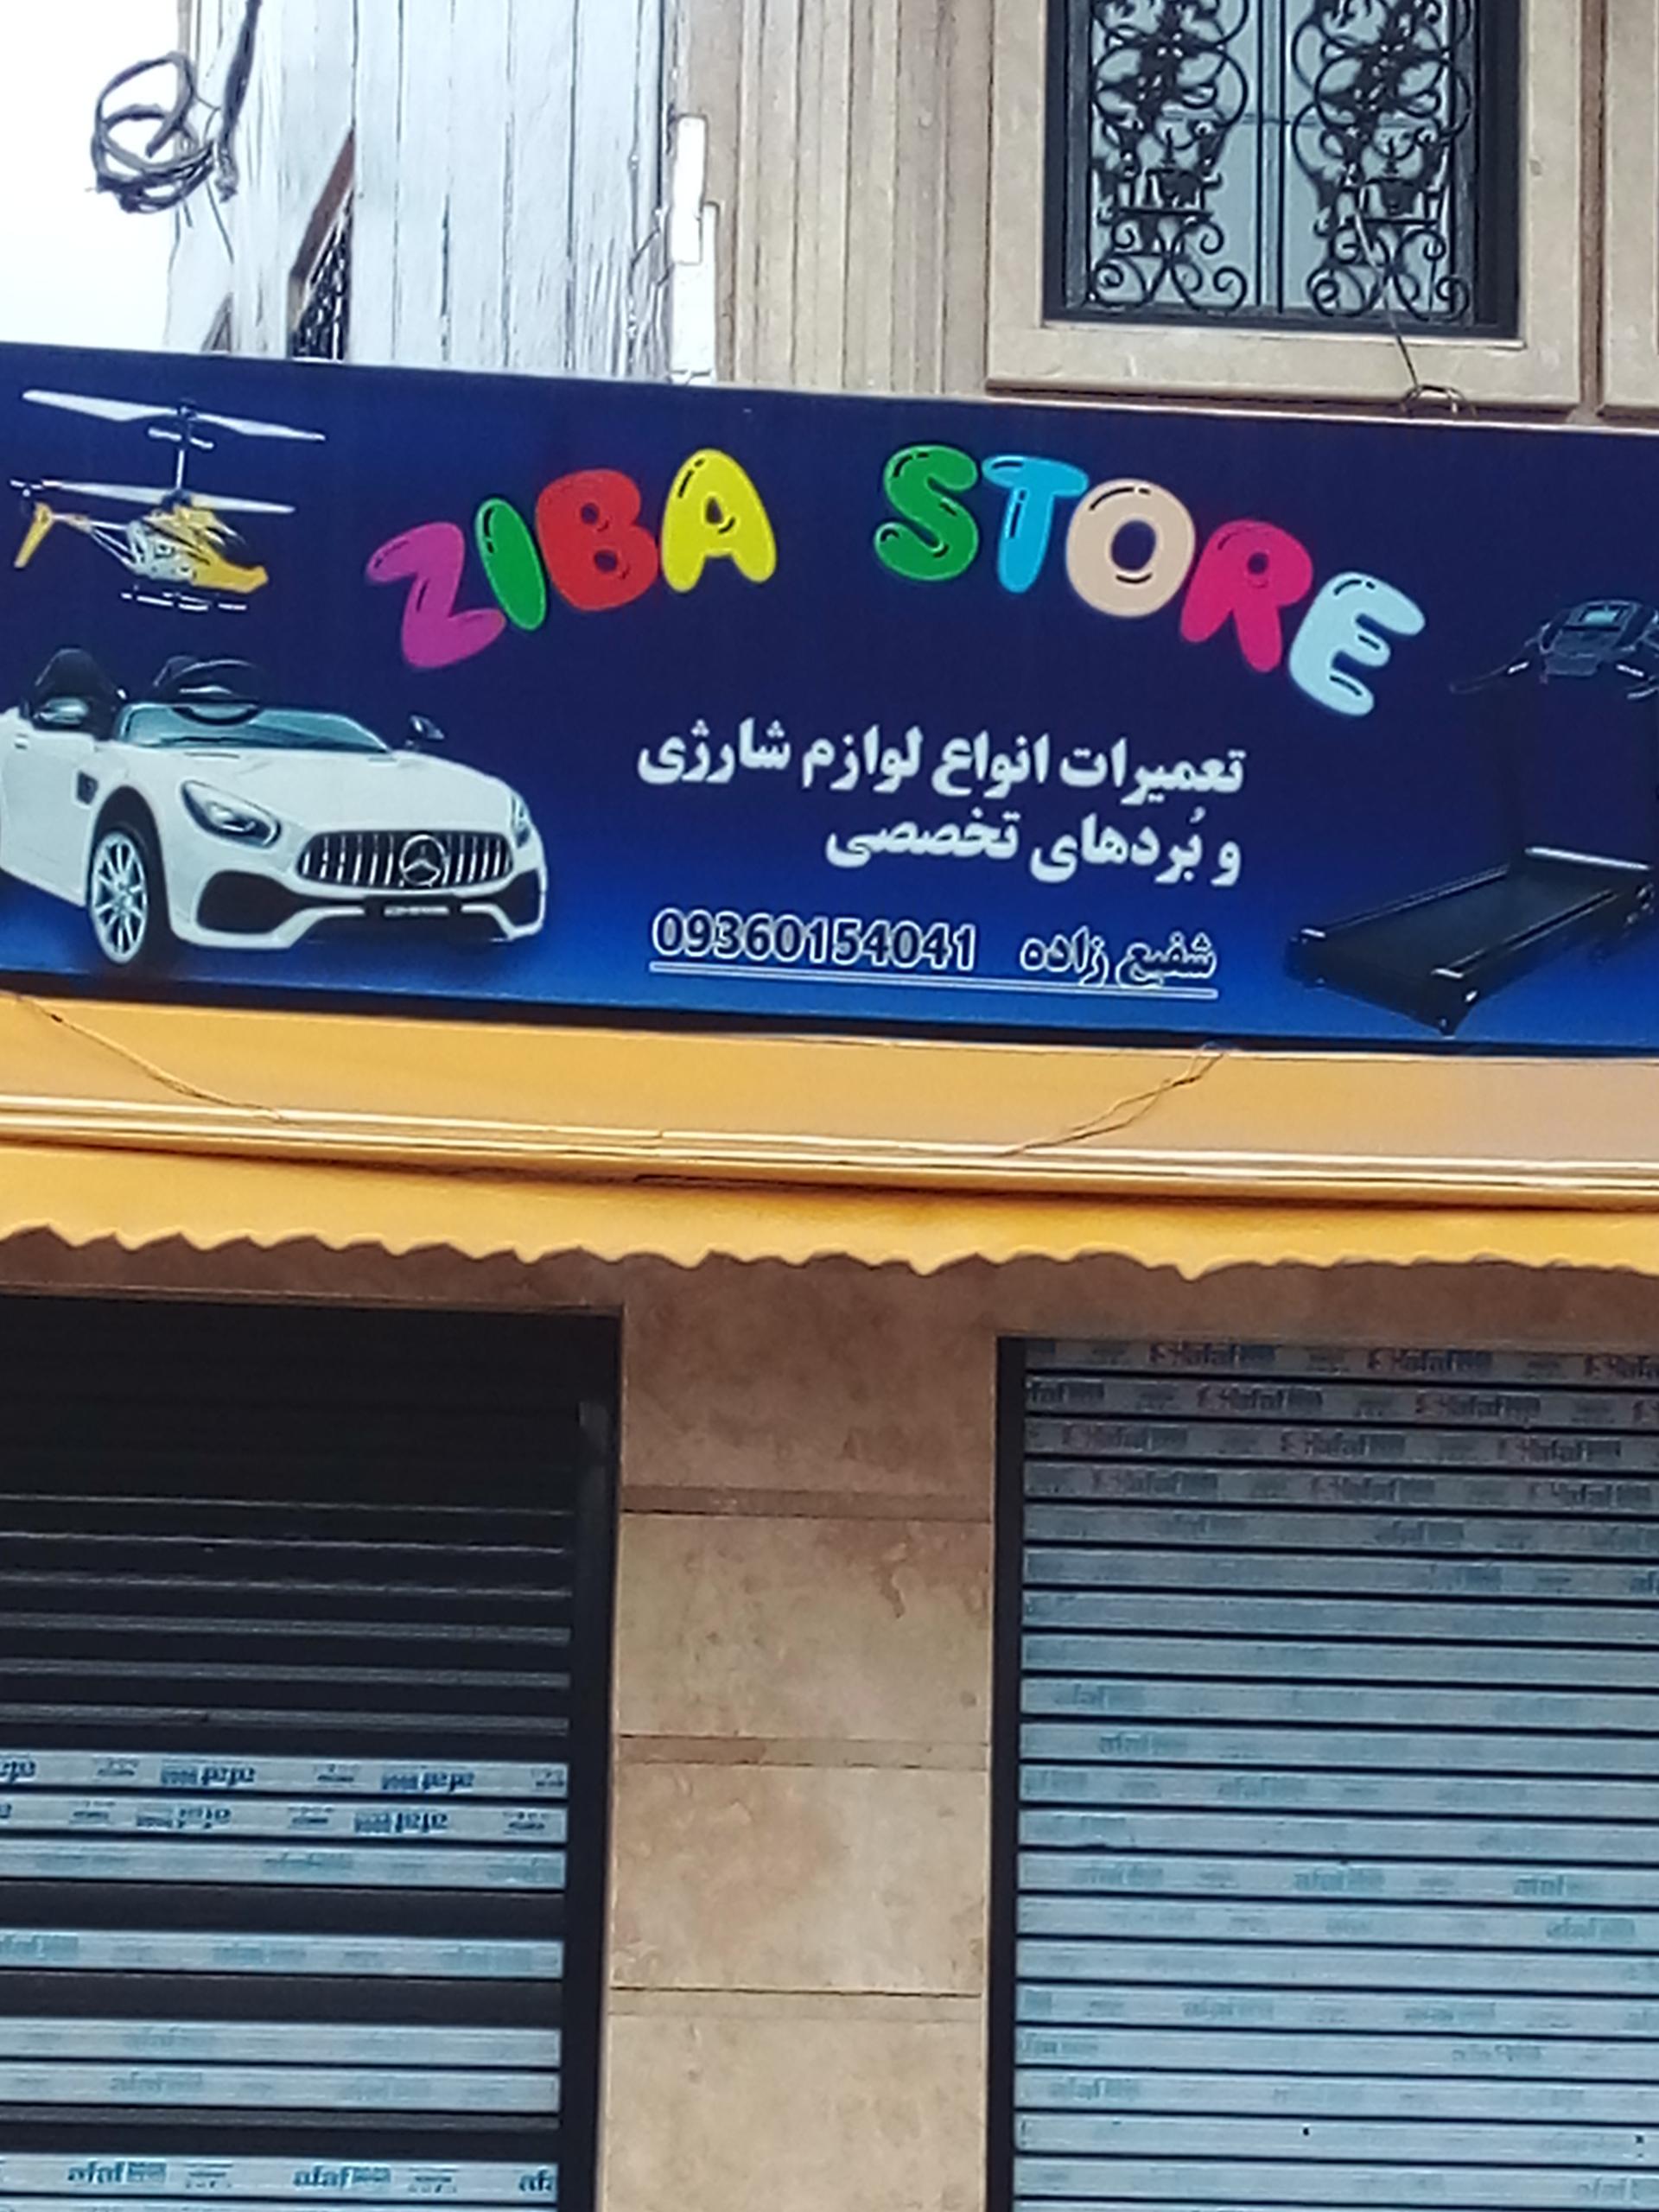 ZIBA STORE
تعمیرات انواع لوازم شارژی
و بُردهای تخصصی
شفیع زاده 09360154041